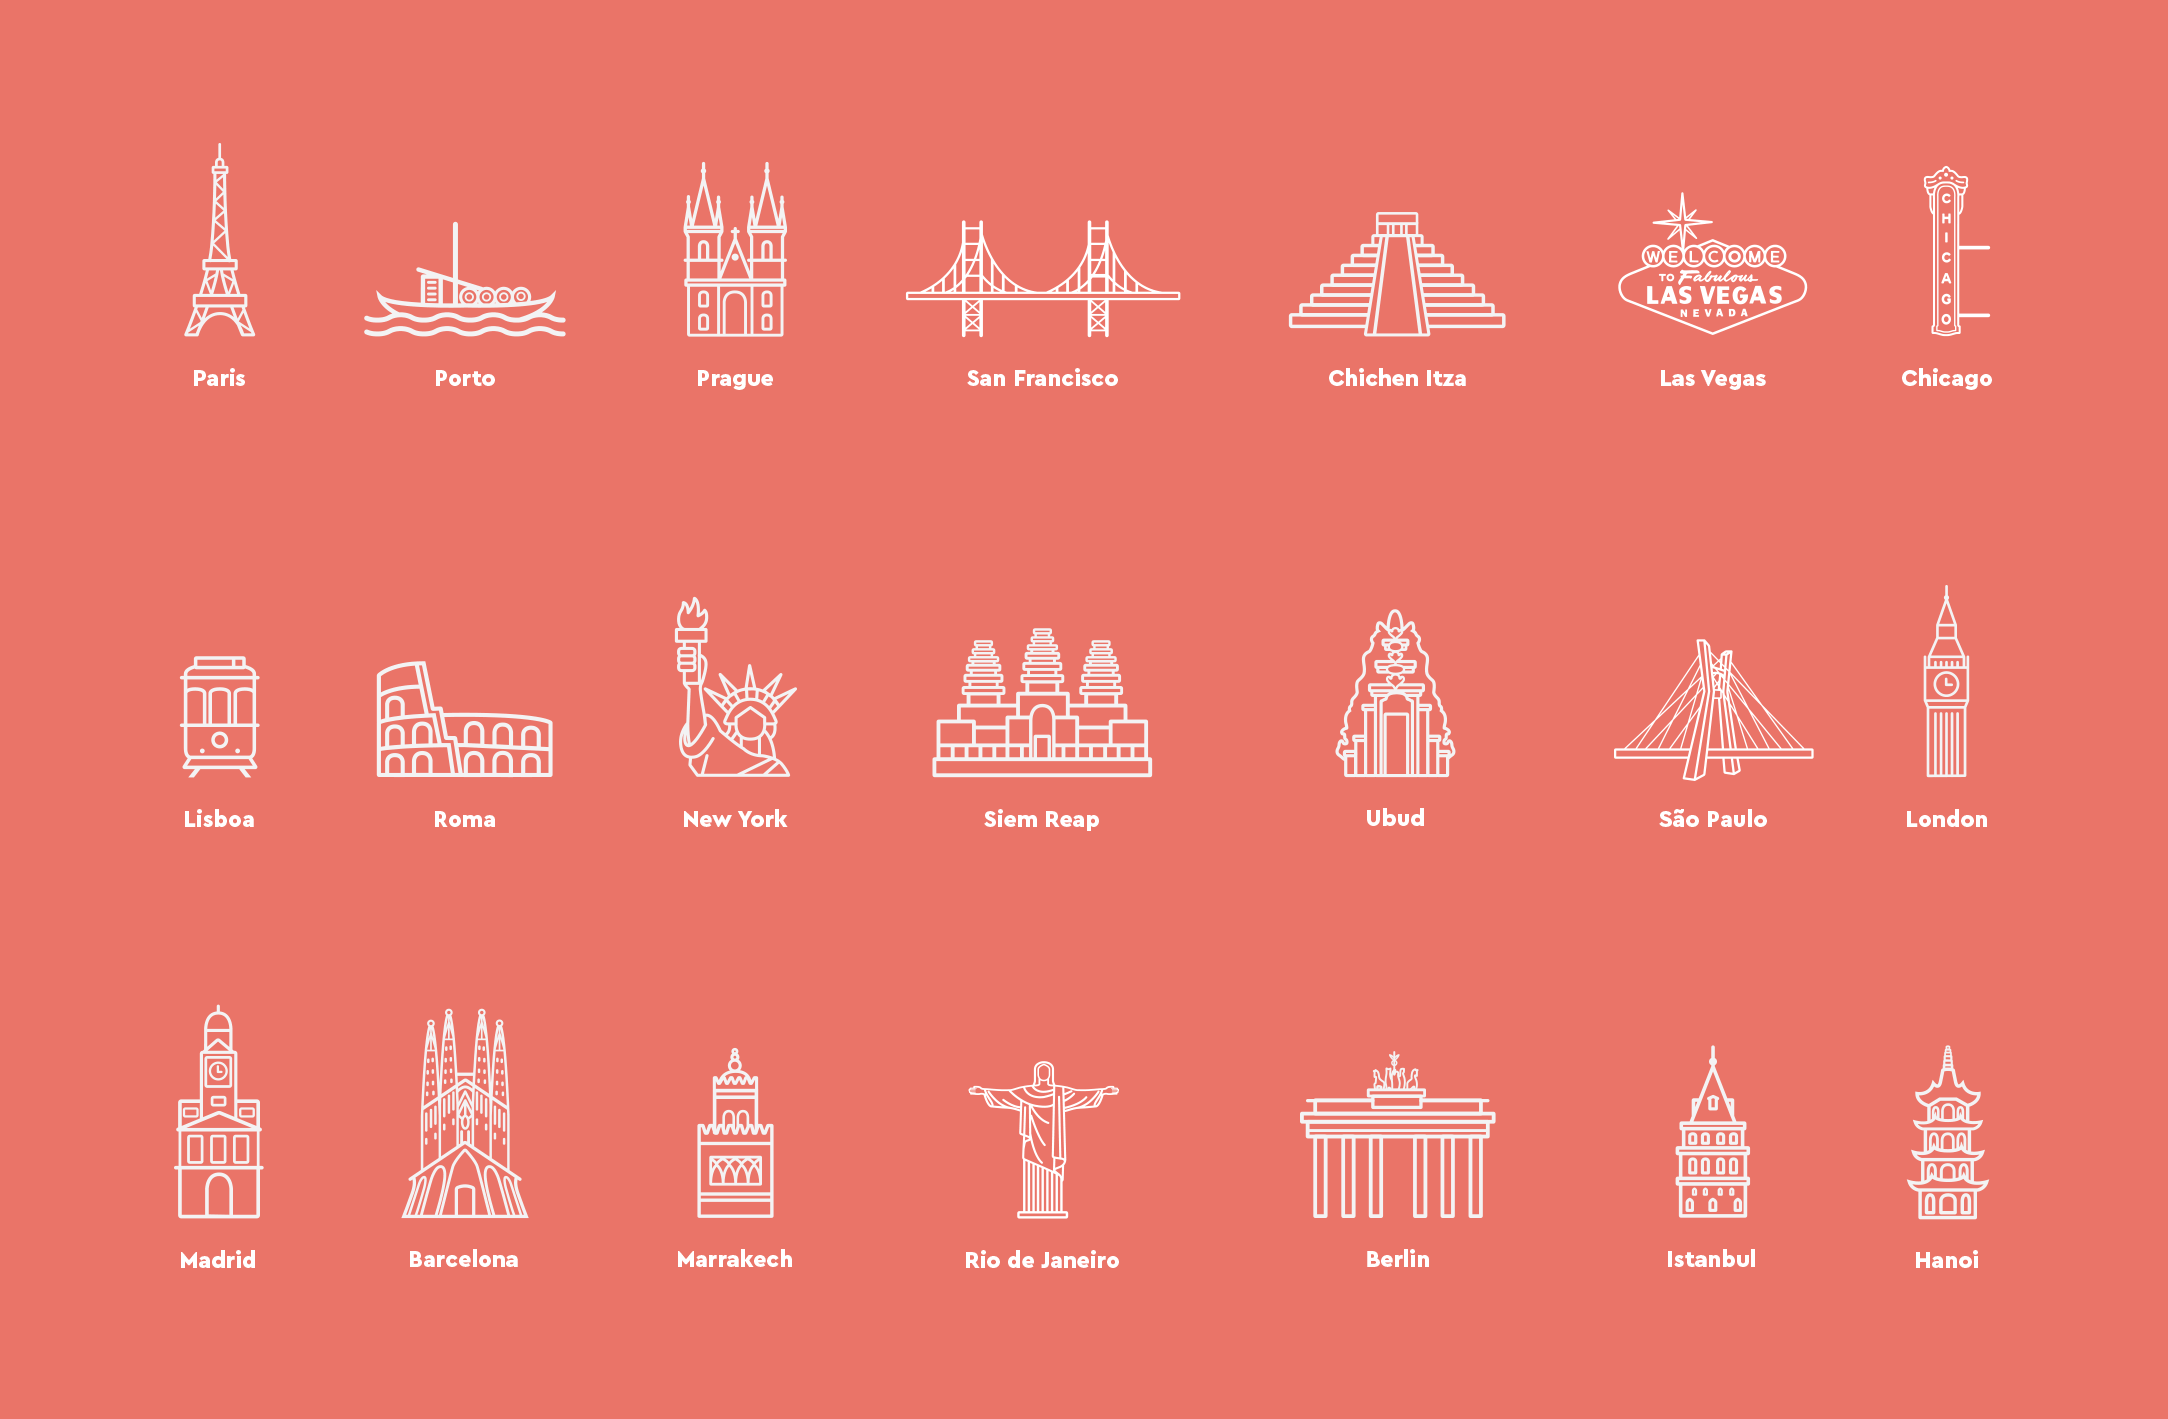 WELCOME
TO Fabulous
LAS VEGAS
NEVADA
CHICAGO
Paris
Porto
Prague
San Francisco
Chichen Itza
Las Vegas
Chicago
Lisboa
Roma
New York
Siem Reap
Ubud
São Paulo
London
Madrid
Barcelona
Marrakech
Rio de Janeiro
Berlin
Istanbul
Hanoi